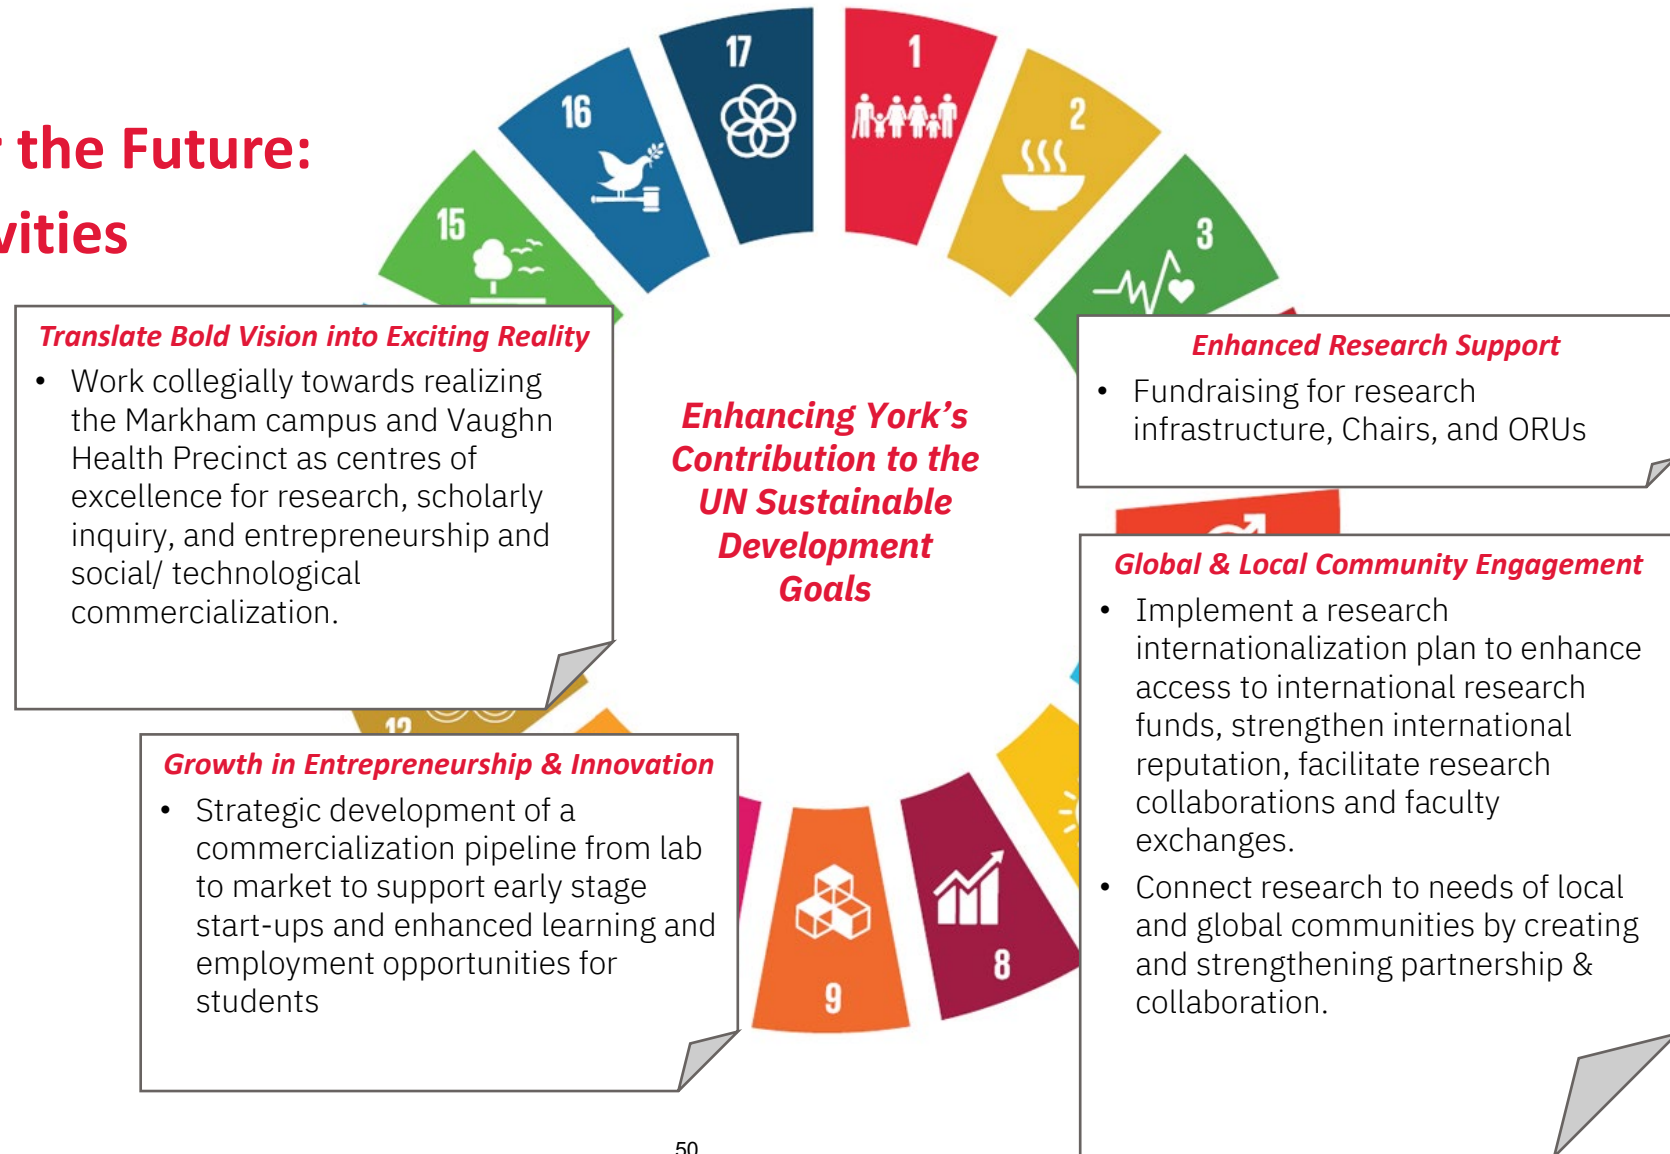 r the Future:
vities
17
1
16
2
15
3
Translate Bold Vision into Exciting Reality
• Work collegially towards realizing
the Markham campus and Vaughn
Health Precinct as centres of
excellence for research, scholarly
inquiry, and entrepreneurship and
social/ technological
commercialization.
Enhancing York’s
Contribution to the
UN Sustainable
Development
Goals
Enhanced Research Support
• Fundraising for research
infrastructure, Chairs, and ORUs
Global & Local Community Engagement
• Implement a research
internationalization plan to enhance
access to international research
funds, strengthen international
reputation, facilitate research
collaborations and faculty
exchanges.
• Connect research to needs of local
and global communities by creating
and strengthening partnership &
collaboration.
12
Growth in Entrepreneurship & Innovation
• Strategic development of a
commercialization pipeline from lab
to market to support early stage
start-ups and enhanced learning and
employment opportunities for
students
9
8
50